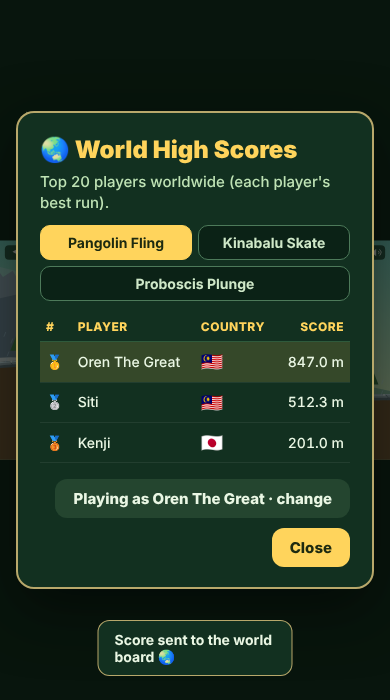 🌏 World High Scores
Top 20 players worldwide (each player's
best run).
Pangolin Fling
Kinabalu Skate
Proboscis Plunge
# PLAYER COUNTRY SCORE
🥇 Oren The Great 🇲🇾 847.0 m
🥈 Siti 🇲🇾 512.3 m
🥉 Kenji 🇯🇵 201.0 m
Playing as Oren The Great · change
Close
Score sent to the world
board 🌏